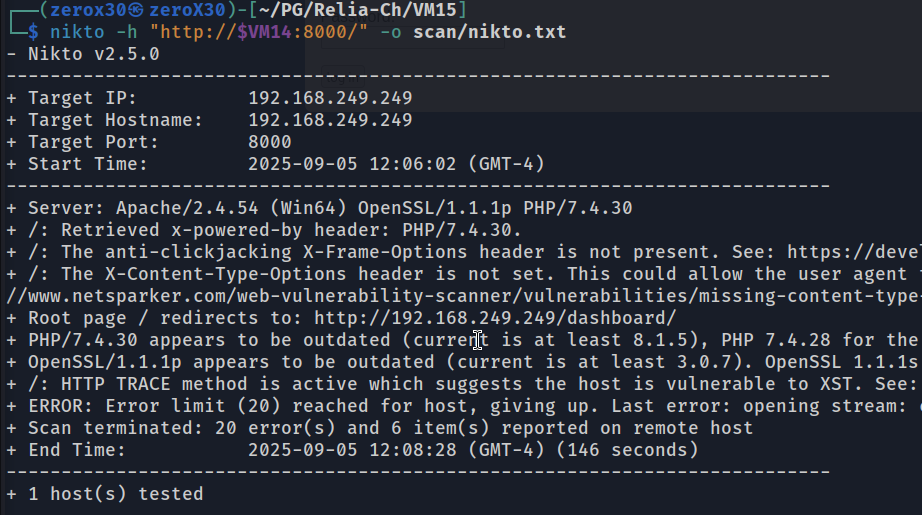 ┌──(zerox30㉿ zeroX30)-[~/PG/Relia-Ch/VM15]
└─$ nikto -h "http://$VM14:8000/" -o scan/nikto.txt
- Nikto v2.5.0
---------------------------------------------------------------------------
+ Target IP:          192.168.249.249
+ Target Hostname:    192.168.249.249
+ Target Port:        8000
+ Start Time:         2025-09-05 12:06:02 (GMT-4)
---------------------------------------------------------------------------
+ Server: Apache/2.4.54 (Win64) OpenSSL/1.1.1p PHP/7.4.30
+ /: Retrieved x-powered-by header: PHP/7.4.30.
+ /: The anti-clickjacking X-Frame-Options header is not present. See: https://deve
+ /: The X-Content-Type-Options header is not set. This could allow the user agent
//www.netsparker.com/web-vulnerability-scanner/vulnerabilities/missing-content-type-
+ Root page / redirects to: http://192.168.249.249/dashboard/
+ PHP/7.4.30 appears to be outdated (current is at least 8.1.5), PHP 7.4.28 for the
+ OpenSSL/1.1.1p appears to be outdated (current is at least 3.0.7). OpenSSL 1.1.1s
+ /: HTTP TRACE method is active which suggests the host is vulnerable to XST. See:
+ ERROR: Error limit (20) reached for host, giving up. Last error: opening stream:
+ Scan terminated: 20 error(s) and 6 item(s) reported on remote host
+ End Time:           2025-09-05 12:08:28 (GMT-4) (146 seconds)
---------------------------------------------------------------------------
+ 1 host(s) tested